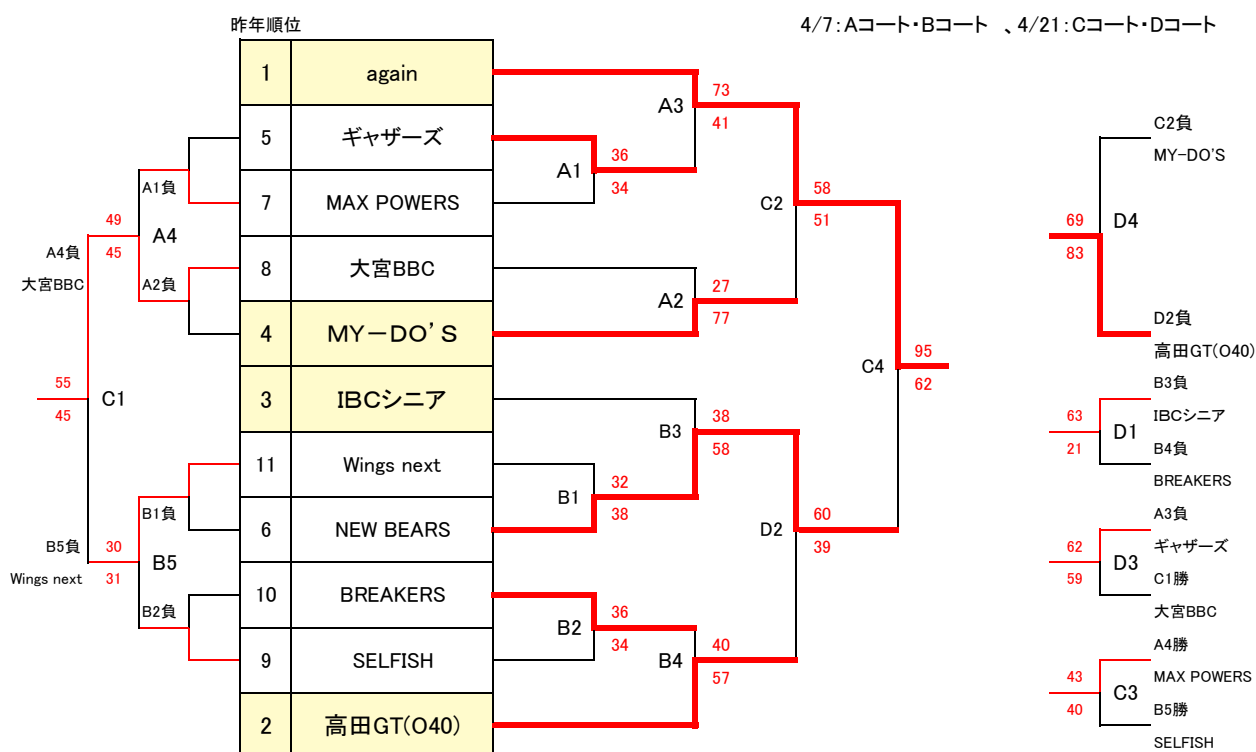 昨年順位
4/7:Aコート・Bコート 、4/21:Cコート・Dコート
1 again
5 ギャザーズ
7 MAX POWERS
8 大宮BBC
4 MY-DO'S
3 IBCシニア
11 Wings next
6 NEW BEARS
10 BREAKERS
9 SELFISH
2 高田GT(O40)
A1負
49
A4
45
A2負
A4負
大宮BBC
55
C1
45
B1負
B5負
30
B5
Wings next
31
B2負
A3
73
41
A1
36
34
C2
58
51
A2
27
77
C4
95
62
B3
38
58
B1
32
38
D2
60
39
B2
36
34
B4
40
57
C2負
MY-DO'S
69
D4
83
D2負
高田GT(O40)
B3負
63
IBCシニア
D1
21
B4負
BREAKERS
A3負
62
ギャザーズ
D3
59
C1勝
大宮BBC
A4勝
43
MAX POWERS
C3
40
B5勝
SELFISH